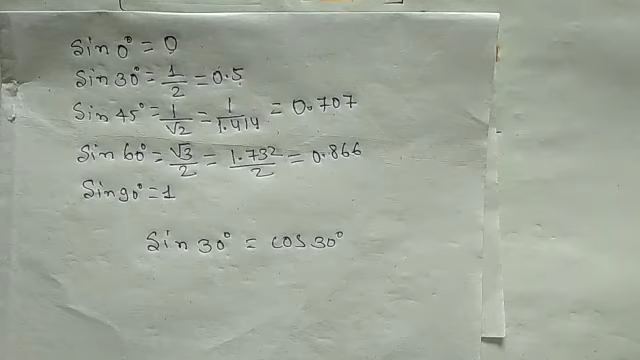 Sin 0° = 0
Sin 30° = 1/2 = 0.5
Sin 45° = 1/√2 = 1/1.414 = 0.707
Sin 60° = √3/2 = 1.732/2 = 0.866
Sin 90° = 1
Sin 30° = cos 30°